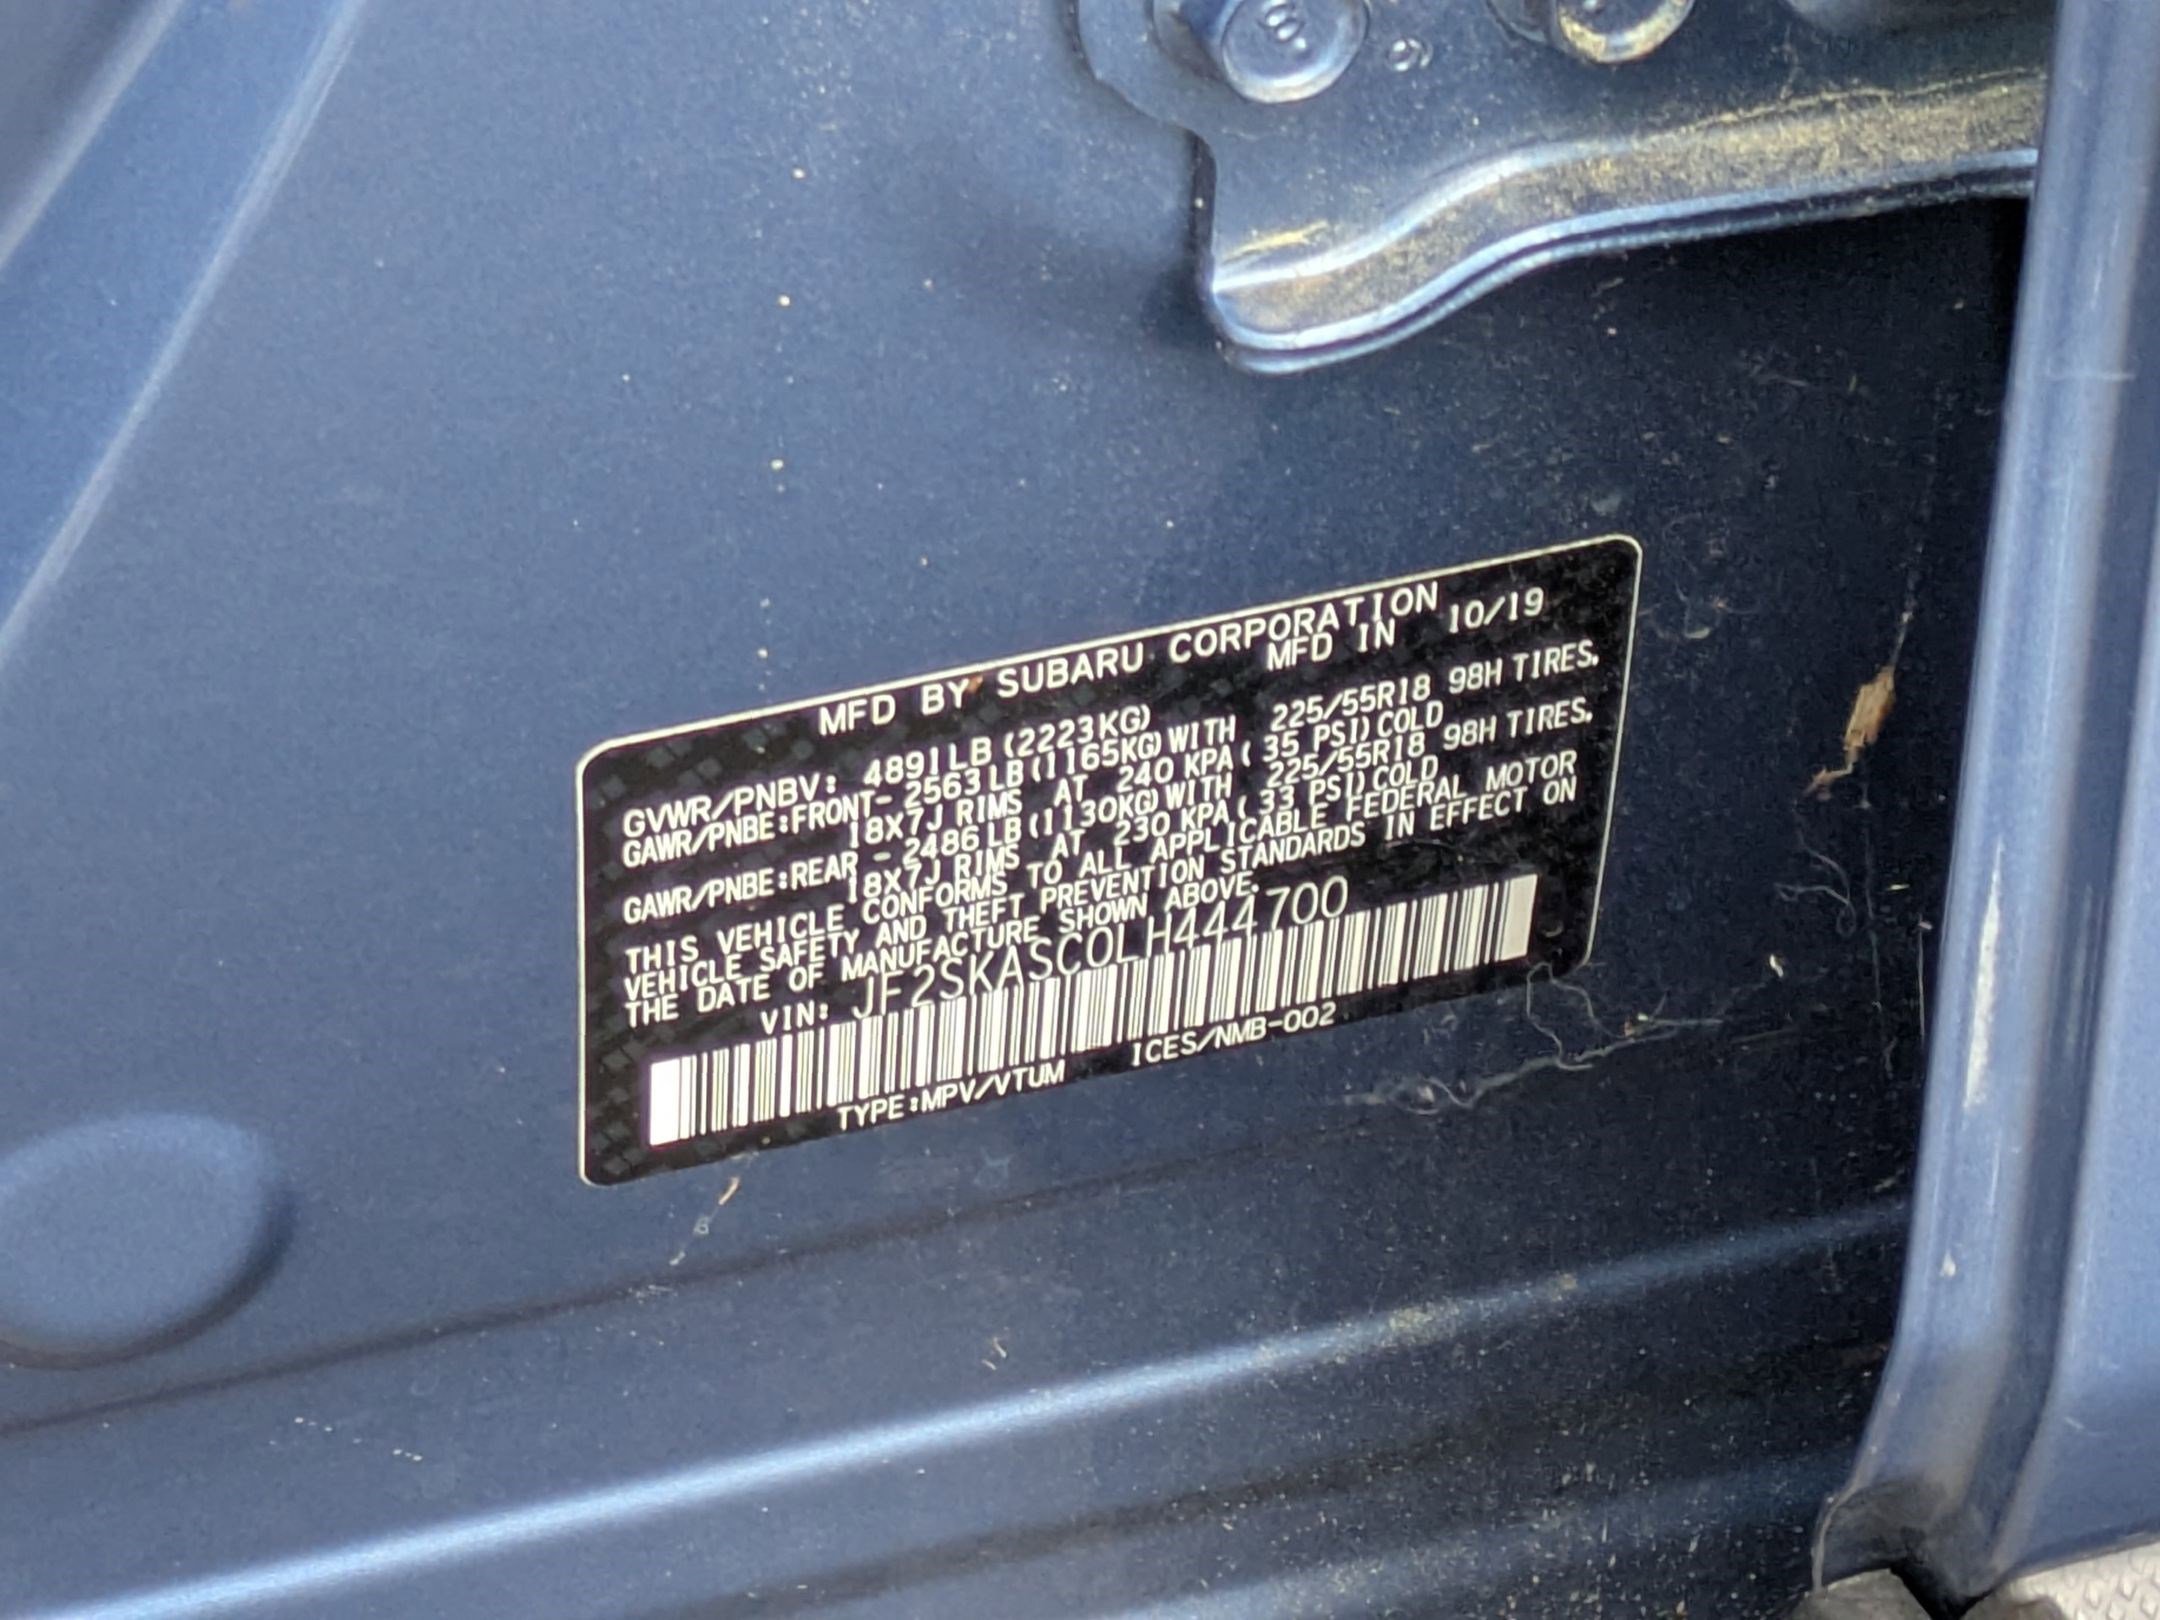 MFD BY SUBARU CORPORATION
MFD IN 10/19
GVWR/PNBV: 4891LB (2223KG)
GAWR/PNBE:FRONT- 2563LB(1165KG)WITH 225/55R18 98H TIRES.
18X7J RIMS AT 240 KPA( 35 PSI)COLD
GAWR/PNBE:REAR - 2486LB(1130KG)WITH 225/55R18 98H TIRES.
18X7J RIMS AT 230 KPA( 33 PSI)COLD
THIS VEHICLE CONFORMS TO ALL APPLICABLE FEDERAL MOTOR
VEHICLE SAFETY AND THEFT PREVENTION STANDARDS IN EFFECT ON
THE DATE OF MANUFACTURE SHOWN ABOVE.
VIN: JF2SKASC0LH444700
TYPE:MPV/VTUM ICES/NMB-002